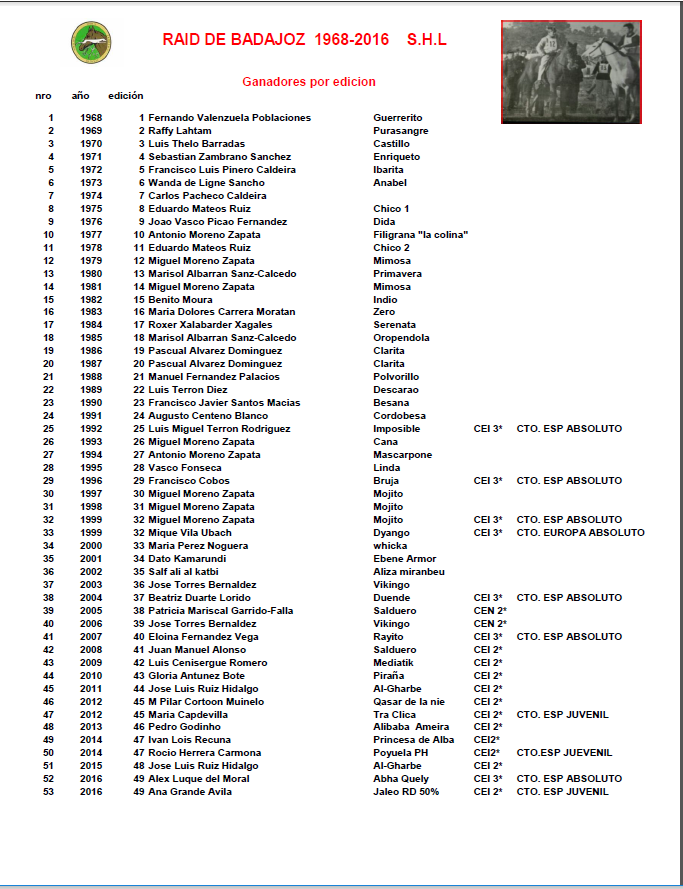 RAID DE BADAJOZ 1968-2016 S.H.L
Ganadores por edicion
nro año edición
1 1968 1 Fernando Valenzuela Poblaciones Guerrerito
2 1969 2 Raffy Lahtam Purasangre
3 1970 3 Luis Thelo Barradas Castillo
4 1971 4 Sebastian Zambrano Sanchez Enriqueto
5 1972 5 Francisco Luis Pinero Caldeira Ibarita
6 1973 6 Wanda de Ligne Sancho Anabel
7 1974 7 Carlos Pacheco Caldeira
8 1975 8 Eduardo Mateos Ruiz Chico 1
9 1976 9 Joao Vasco Picao Fernandez Dida
10 1977 10 Antonio Moreno Zapata Filigrana "la colina"
11 1978 11 Eduardo Mateos Ruiz Chico 2
12 1979 12 Miguel Moreno Zapata Mimosa
13 1980 13 Marisol Albarran Sanz-Calcedo Primavera
14 1981 14 Miguel Moreno Zapata Mimosa
15 1982 15 Benito Moura Indio
16 1983 16 Maria Dolores Carrera Moratan Zero
17 1984 17 Roxer Xalabarder Xagales Serenata
18 1985 18 Marisol Albarran Sanz-Calcedo Oropendola
19 1986 19 Pascual Alvarez Dominguez Clarita
20 1987 20 Pascual Alvarez Dominguez Clarita
21 1988 21 Manuel Fernandez Palacios Polvorillo
22 1989 22 Luis Terron Diez Descarao
23 1990 23 Francisco Javier Santos Macias Besana
24 1991 24 Augusto Centeno Blanco Cordobesa
25 1992 25 Luis Miguel Terron Rodriguez Imposible CEI 3* CTO. ESP ABSOLUTO
26 1993 26 Miguel Moreno Zapata Cana
27 1994 27 Antonio Moreno Zapata Mascarpone
28 1995 28 Vasco Fonseca Linda
29 1996 29 Francisco Cobos Bruja CEI 3* CTO. ESP ABSOLUTO
30 1997 30 Miguel Moreno Zapata Mojito
31 1998 31 Miguel Moreno Zapata Mojito
32 1999 32 Miguel Moreno Zapata Mojito CEI 3* CTO. ESP ABSOLUTO
33 1999 32 Mique Vila Ubach Dyango CEI 3* CTO. EUROPA ABSOLUTO
34 2000 33 Maria Perez Noguera whicka
35 2001 34 Dato Kamarundi Ebene Armor
36 2002 35 Salf ali al katbi Aliza miranbeu
37 2003 36 Jose Torres Bernaldez Vikingo
38 2004 37 Beatriz Duarte Lorido Duende CEI 3* CTO. ESP ABSOLUTO
39 2005 38 Patricia Mariscal Garrido-Falla Salduero CEN 2*
40 2006 39 Jose Torres Bernaldez Vikingo CEN 2*
41 2007 40 Eloina Fernandez Vega Rayito CEI 3* CTO. ESP ABSOLUTO
42 2008 41 Juan Manuel Alonso Salduero CEI 2*
43 2009 42 Luis Cenisergue Romero Mediatik CEI 2*
44 2010 43 Gloria Antunez Bote Piraña CEI 2*
45 2011 44 Jose Luis Ruiz Hidalgo Al-Gharbe CEI 2*
46 2012 45 M Pilar Cortoon Muinelo Qasar de la nie CEI 2*
47 2012 45 Maria Capdevilla Tra Clica CEI 2* CTO. ESP JUVENIL
48 2013 46 Pedro Godinho Alibaba Ameira CEI 2*
49 2014 47 Ivan Lois Recuna Princesa de Alba CEI2*
50 2014 47 Rocio Herrera Carmona Poyuela PH CEI2* CTO.ESP JUEVENIL
51 2015 48 Jose Luis Ruiz Hidalgo Al-Gharbe CEI 2*
52 2016 49 Alex Luque del Moral Abha Quely CEI 3* CTO. ESP ABSOLUTO
53 2016 49 Ana Grande Avila Jaleo RD 50% CEI 2* CTO. ESP JUVENIL